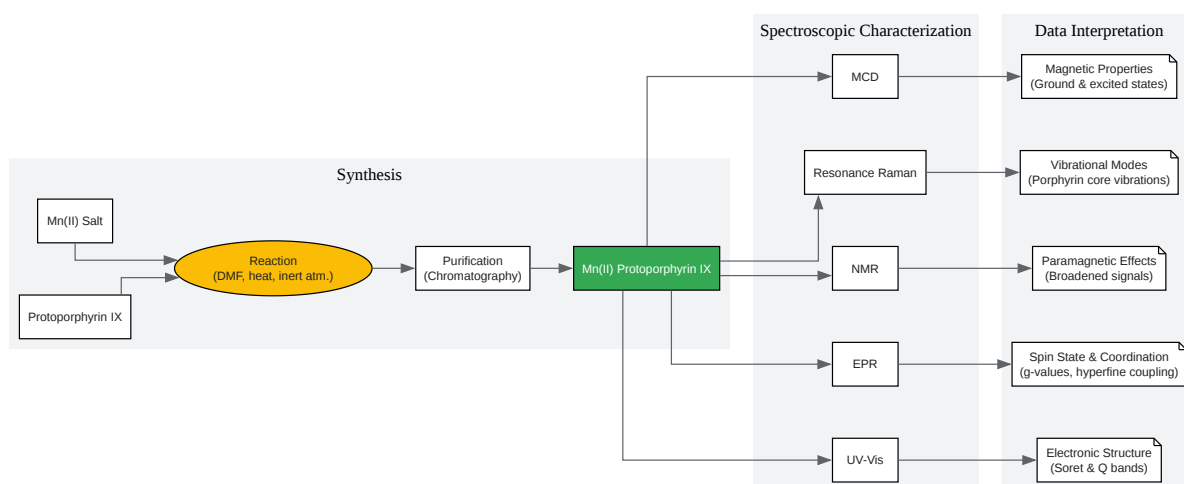 Synthesis
Mn(II) Salt
Protoporphyrin IX
Reaction
(DMF, heat, inert atm.)
Purification
(Chromatography)
Mn(II) Protoporphyrin IX
Spectroscopic Characterization
MCD
Resonance Raman
NMR
EPR
UV-Vis
Data Interpretation
Magnetic Properties
(Ground & excited states)
Vibrational Modes
(Porphyrin core vibrations)
Paramagnetic Effects
(Broadened signals)
Spin State & Coordination
(g-values, hyperfine coupling)
Electronic Structure
(Soret & Q bands)